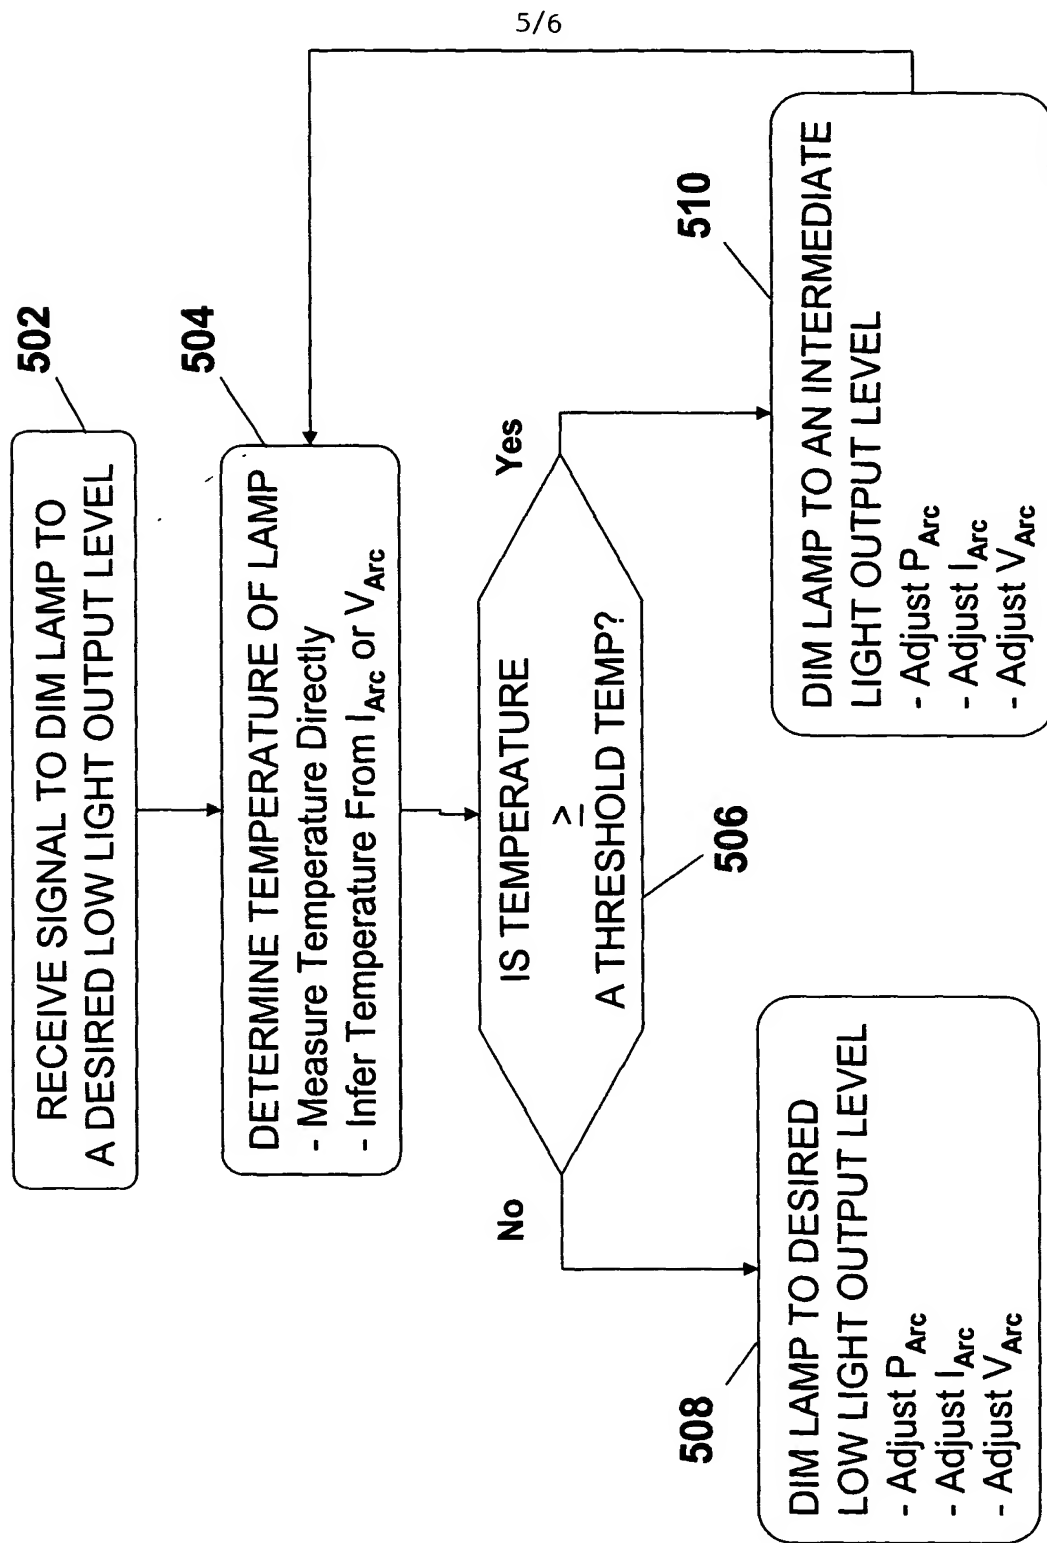 5/6
502
RECEIVE SIGNAL TO DIM LAMP TO
A DESIRED LOW LIGHT OUTPUT LEVEL
504
DETERMINE TEMPERATURE OF LAMP
- Measure Temperature Directly
- Infer Temperature From I_Arc or V_Arc
IS TEMPERATURE
≥
A THRESHOLD TEMP?
506
No
Yes
508
DIM LAMP TO DESIRED
LOW LIGHT OUTPUT LEVEL
- Adjust P_Arc
- Adjust I_Arc
- Adjust V_Arc
510
DIM LAMP TO AN INTERMEDIATE
LIGHT OUTPUT LEVEL
- Adjust P_Arc
- Adjust I_Arc
- Adjust V_Arc